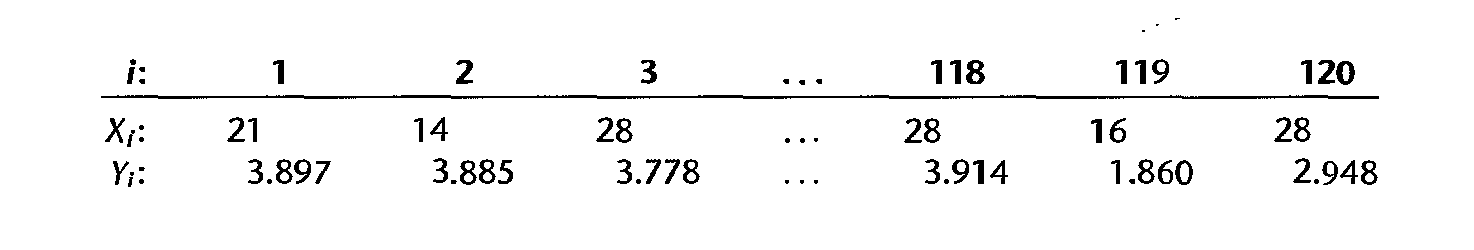 i: 1 2 3 ... 118 119 120
Xi: 21 14 28 ... 28 16 28
Yi: 3.897 3.885 3.778 ... 3.914 1.860 2.948